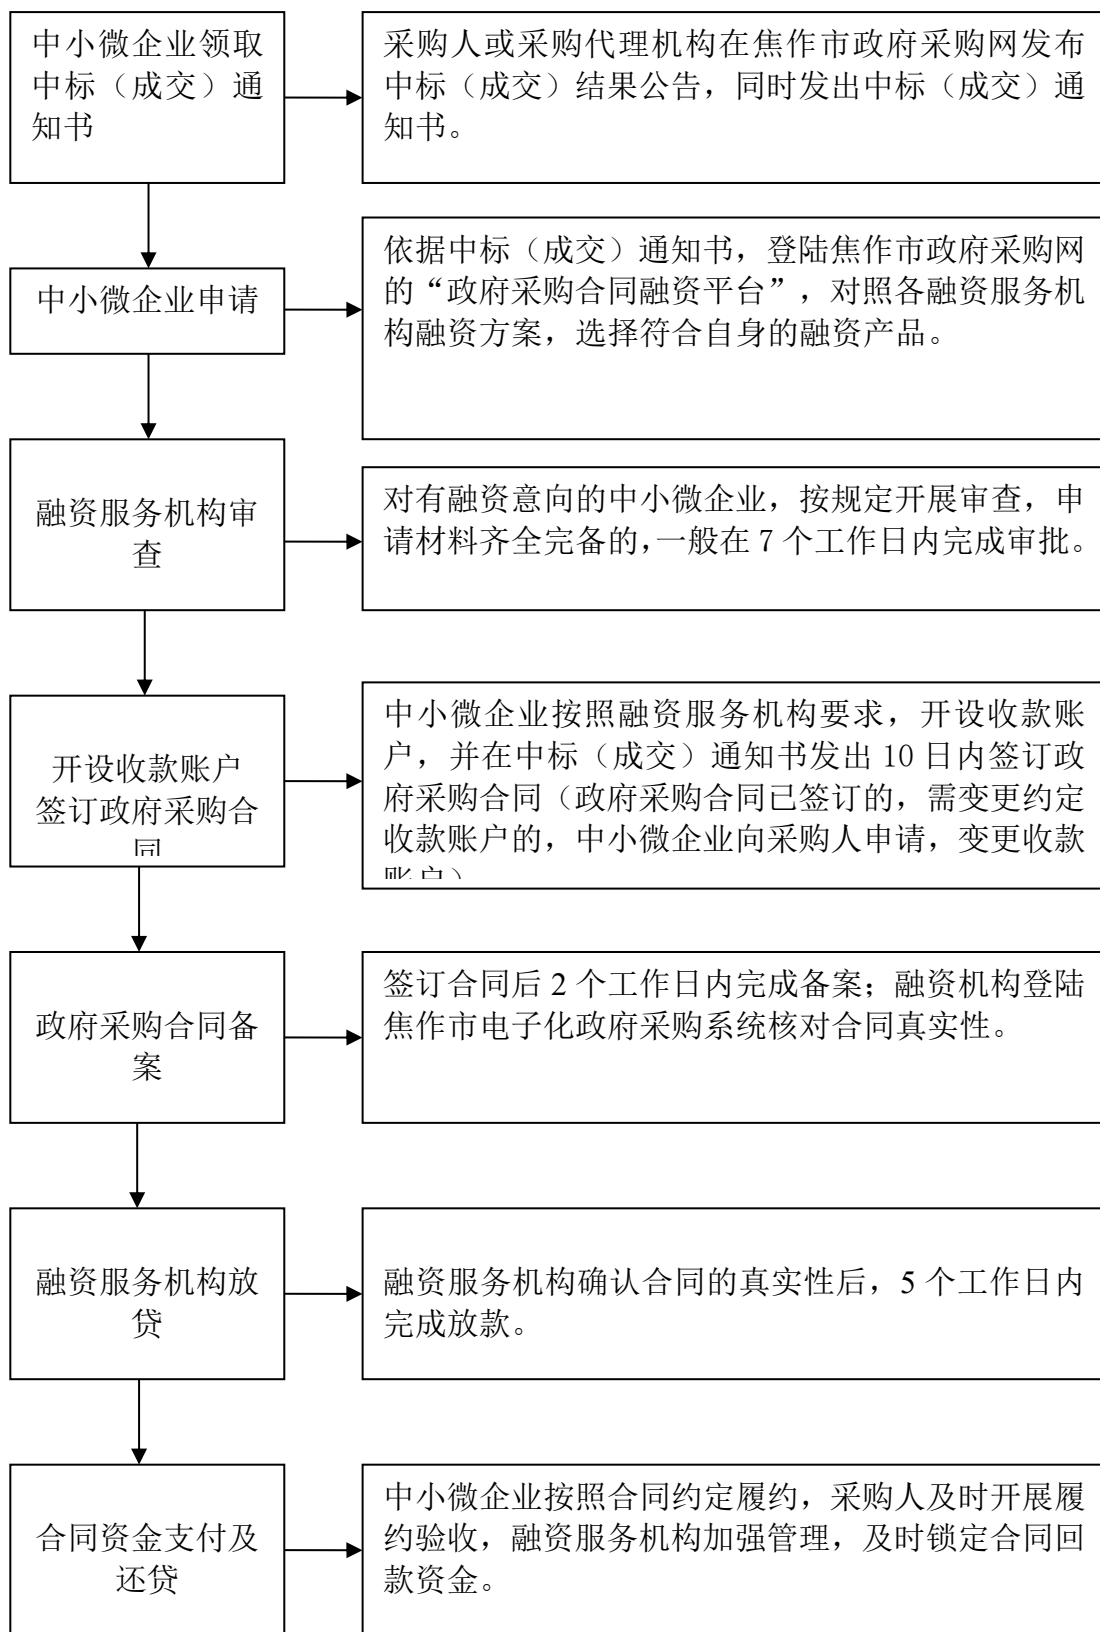 中小微企业领取
中标（成交）通
知书
采购人或采购代理机构在焦作市政府采购网发布
中标（成交）结果公告，同时发出中标（成交）通
知书。
中小微企业申请
依据中标（成交）通知书，登陆焦作市政府采购网
的“政府采购合同融资平台”，对照各融资服务机
构融资方案，选择符合自身的融资产品。
融资服务机构审
查
对有融资意向的中小微企业，按规定开展审查，申
请材料齐全完备的，一般在 7 个工作日内完成审批。
开设收款账户
签订政府采购合
同
中小微企业按照融资服务机构要求，开设收款账
户，并在中标（成交）通知书发出 10 日内签订政
府采购合同（政府采购合同已签订的，需变更约定
收款账户的，中小微企业向采购人申请，变更收款
账户）
政府采购合同备
案
签订合同后 2 个工作日内完成备案；融资机构登陆
焦作市电子化政府采购系统核对合同真实性。
融资服务机构放
贷
融资服务机构确认合同的真实性后，5 个工作日内
完成放款。
合同资金支付及
还贷
中小微企业按照合同约定履约，采购人及时开展履
约验收，融资服务机构加强管理，及时锁定合同回
款资金。